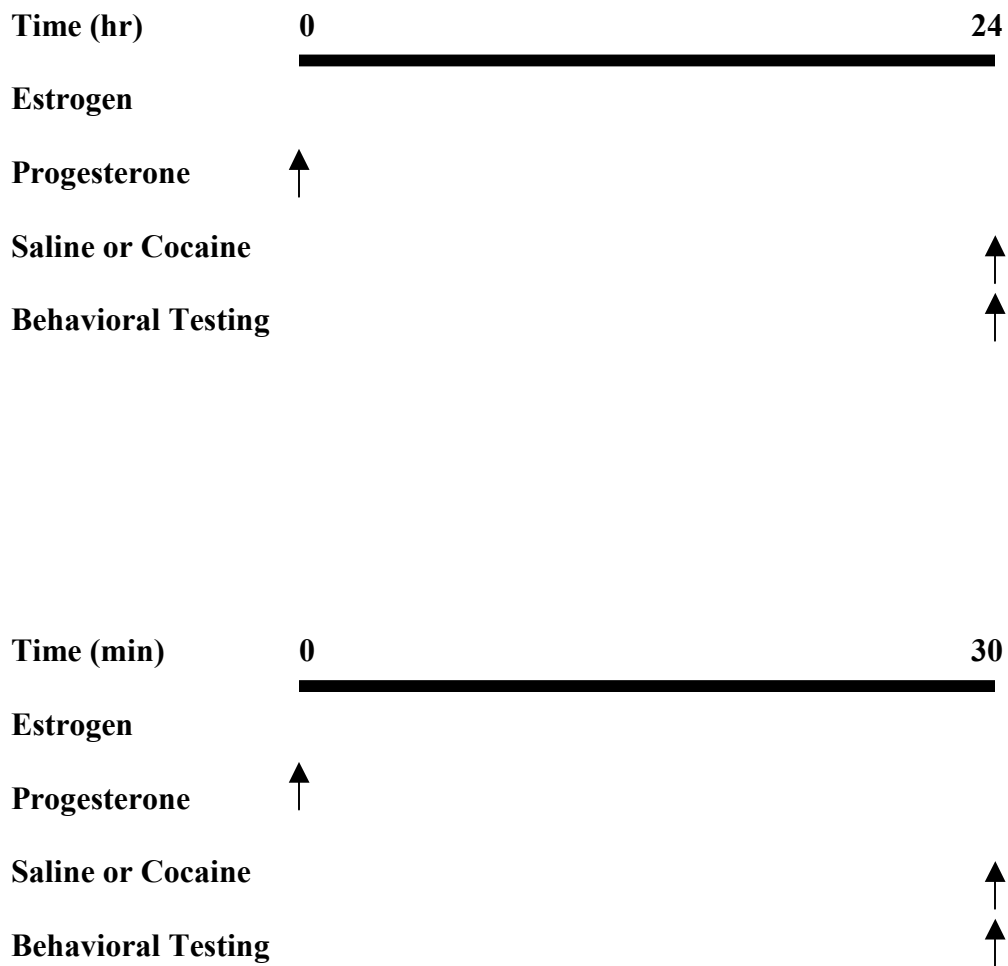 Time (hr) 0 24
Estrogen
Progesterone
Saline or Cocaine
Behavioral Testing
Time (min) 0 30
Estrogen
Progesterone
Saline or Cocaine
Behavioral Testing